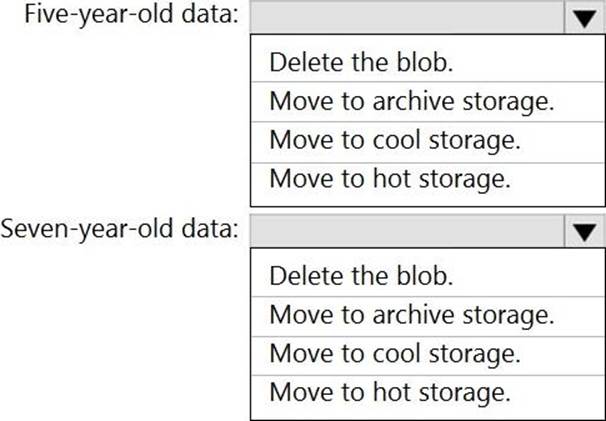 Five-year-old data:
Delete the blob.
Move to archive storage.
Move to cool storage.
Move to hot storage.
Seven-year-old data:
Delete the blob.
Move to archive storage.
Move to cool storage.
Move to hot storage.